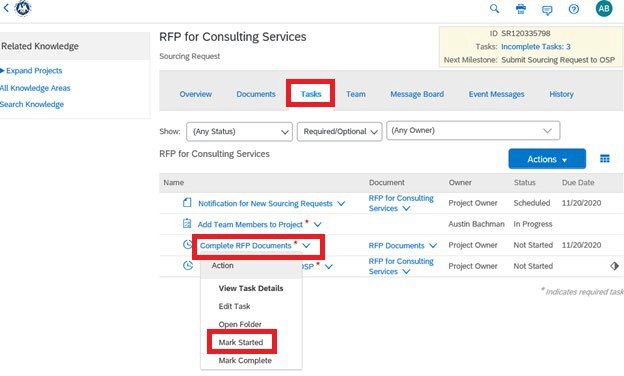 AB
RFP for Consulting Services
Sourcing Request
ID SR120335798
Tasks: Incomplete Tasks: 3
Next Milestone: Submit Sourcing Request to OSP
Related Knowledge
Expand Projects
All Knowledge Areas
Search Knowledge
Overview Documents Tasks Team Message Board Event Messages History
Show: (Any Status) Required/Optional (Any Owner)
RFP for Consulting Services
Actions
Name Document Owner Status Due Date
Notification for New Sourcing Requests RFP for Consulting Services Project Owner Scheduled 11/20/2020
Add Team Members to Project * Austin Bachman In Progress
Complete RFP Documents * RFP Documents Project Owner Not Started 11/20/2020
OSP * RFP for Consulting Services Project Owner Not Started
Action
View Task Details
Edit Task
Open Folder
Mark Started
Mark Complete
* Indicates required task